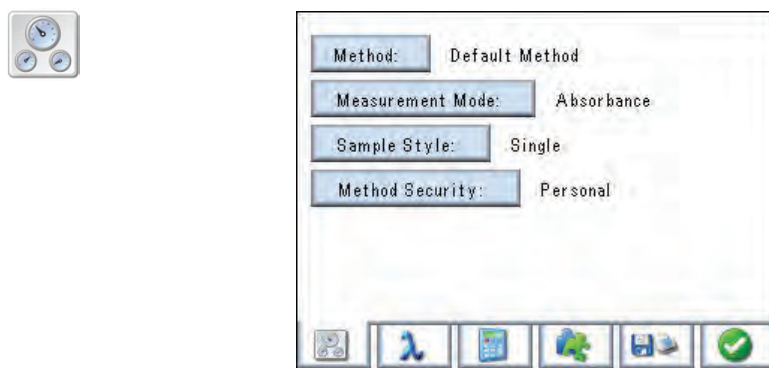 Method: Default Method
Measurement Mode: Absorbance
Sample Style: Single
Method Security: Personal
λ